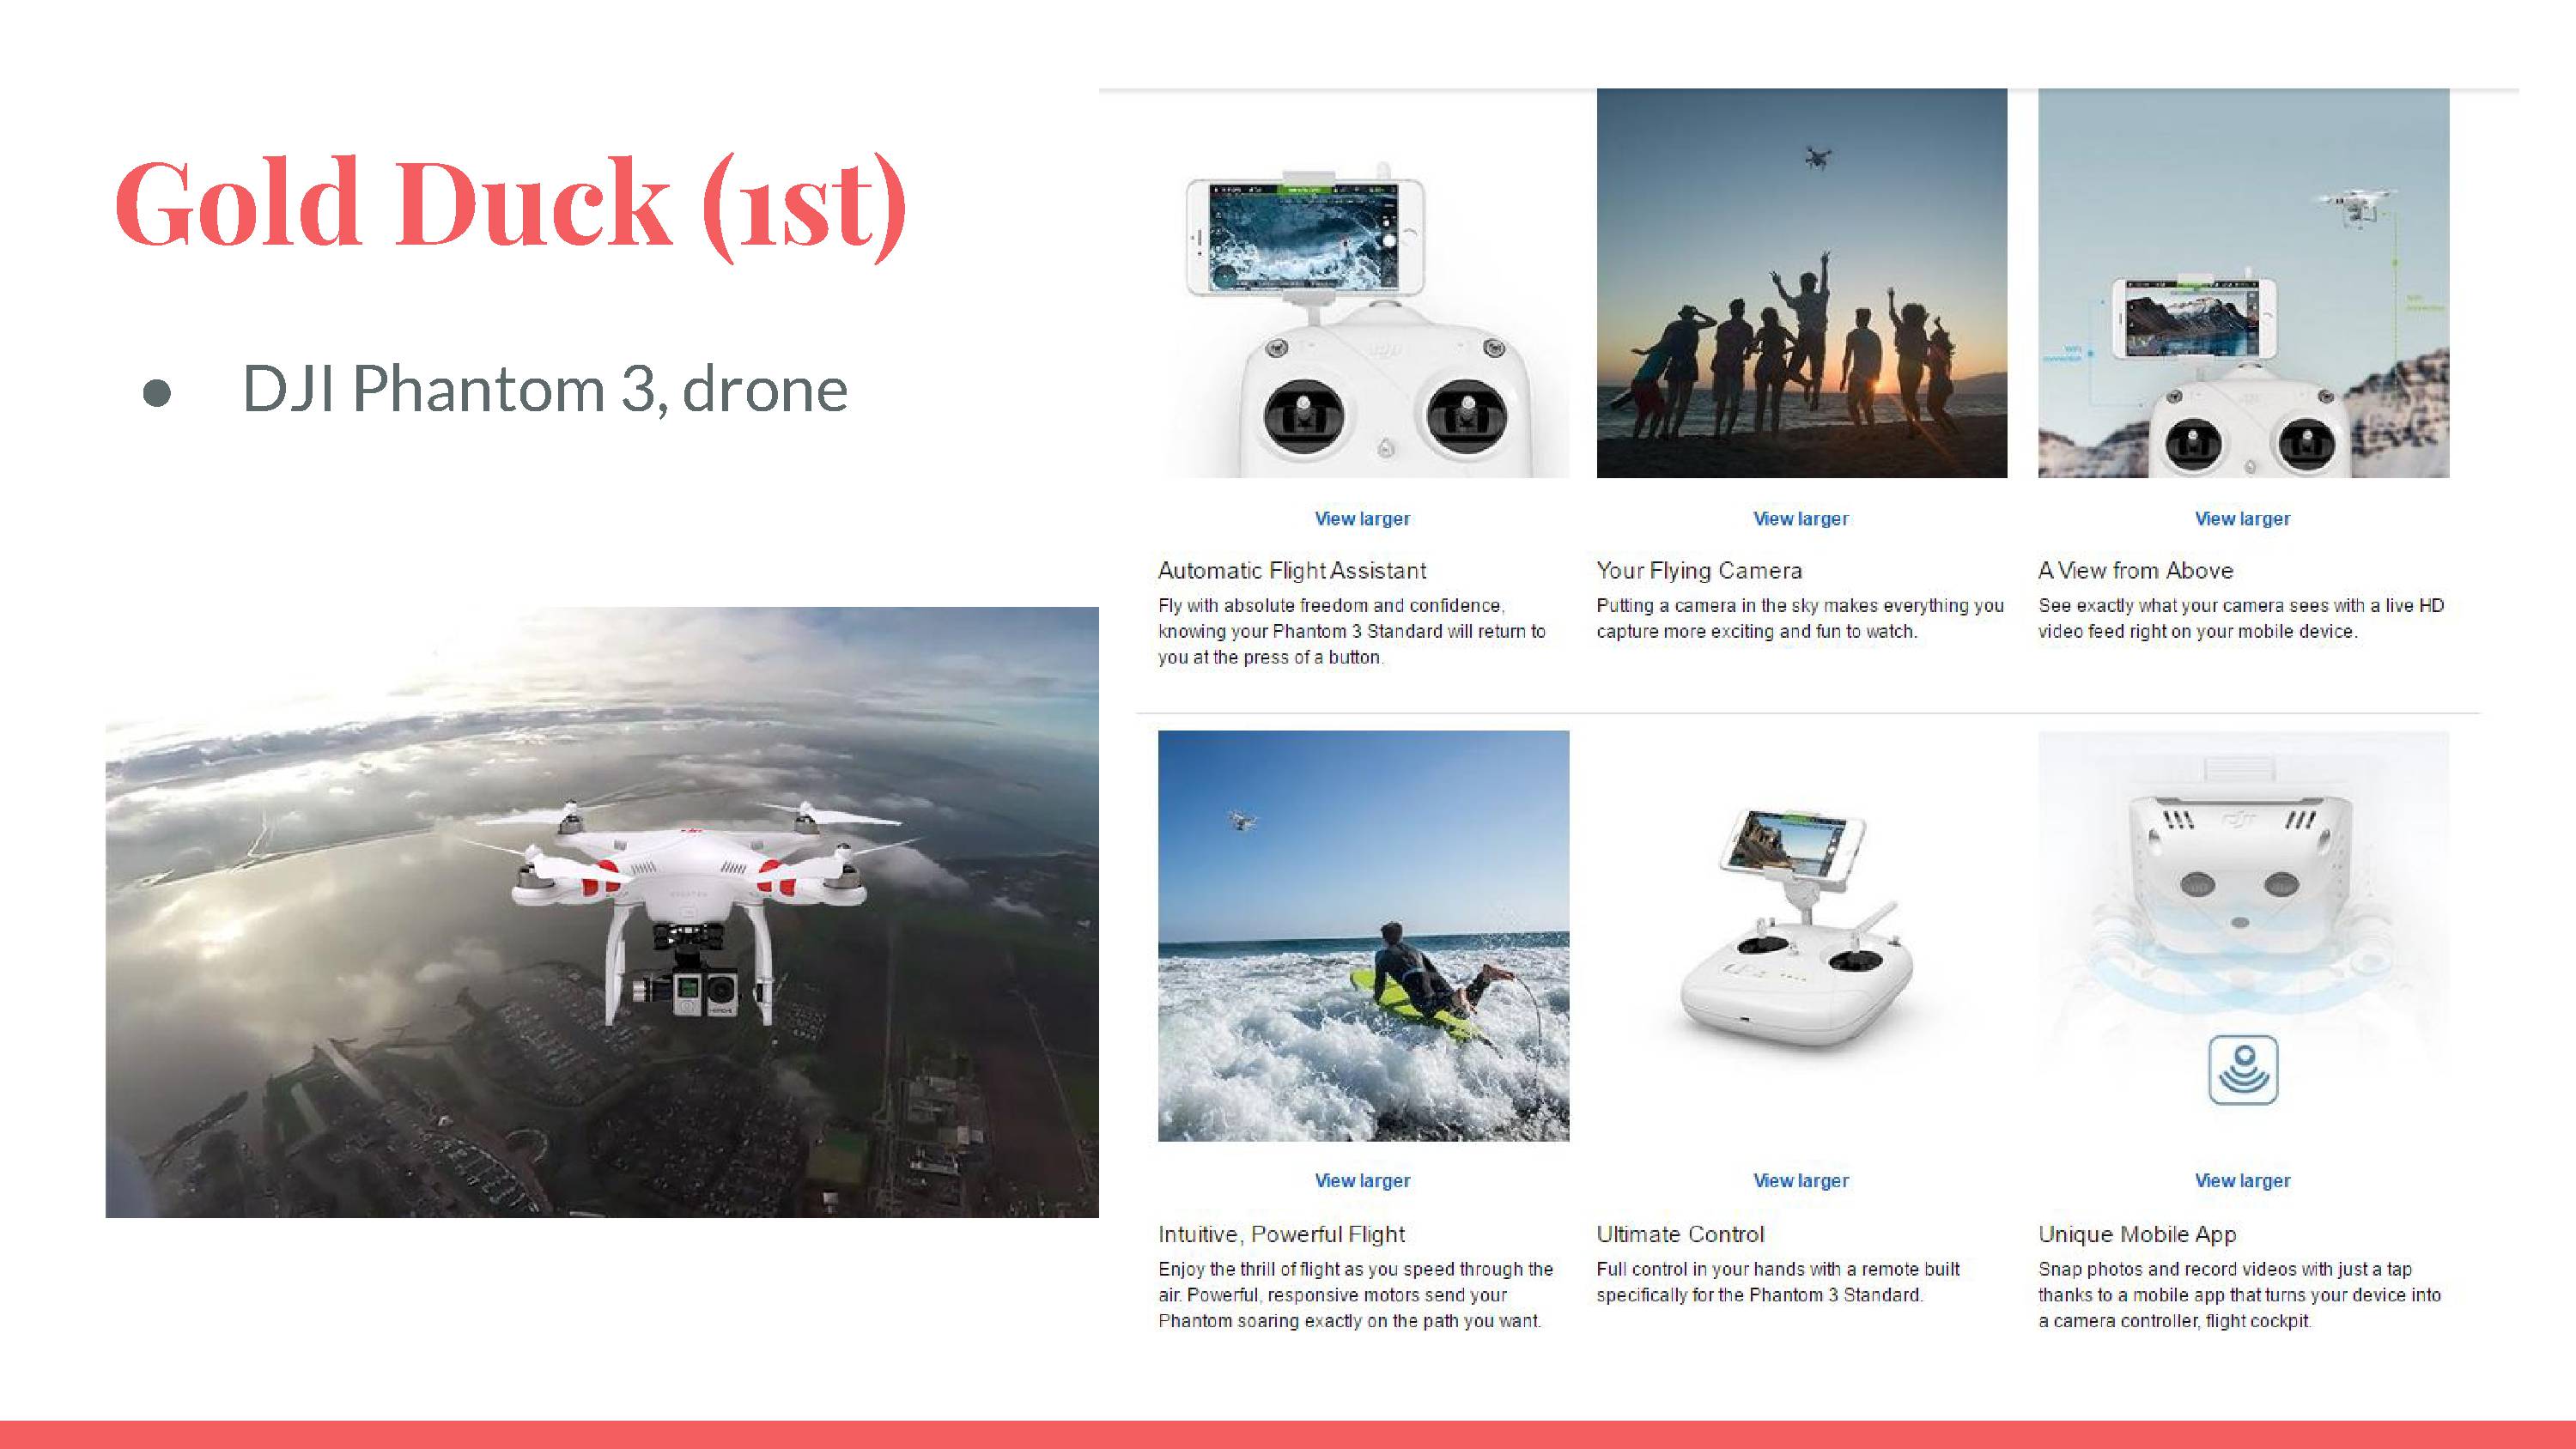 Gold Duck (1st)
● DJI Phantom 3, drone
View larger
Automatic Flight Assistant
Fly with absolute freedom and confidence,
knowing your Phantom 3 Standard will return to
you at the press of a button.
View larger
Your Flying Camera
Putting a camera in the sky makes everything you
capture more exciting and fun to watch.
View larger
A View from Above
See exactly what your camera sees with a live HD
video feed right on your mobile device.
View larger
Intuitive, Powerful Flight
Enjoy the thrill of flight as you speed through the
air. Powerful, responsive motors send your
Phantom soaring exactly on the path you want.
View larger
Ultimate Control
Full control in your hands with a remote built
specifically for the Phantom 3 Standard.
View larger
Unique Mobile App
Snap photos and record videos with just a tap
thanks to a mobile app that turns your device into
a camera controller, flight cockpit.